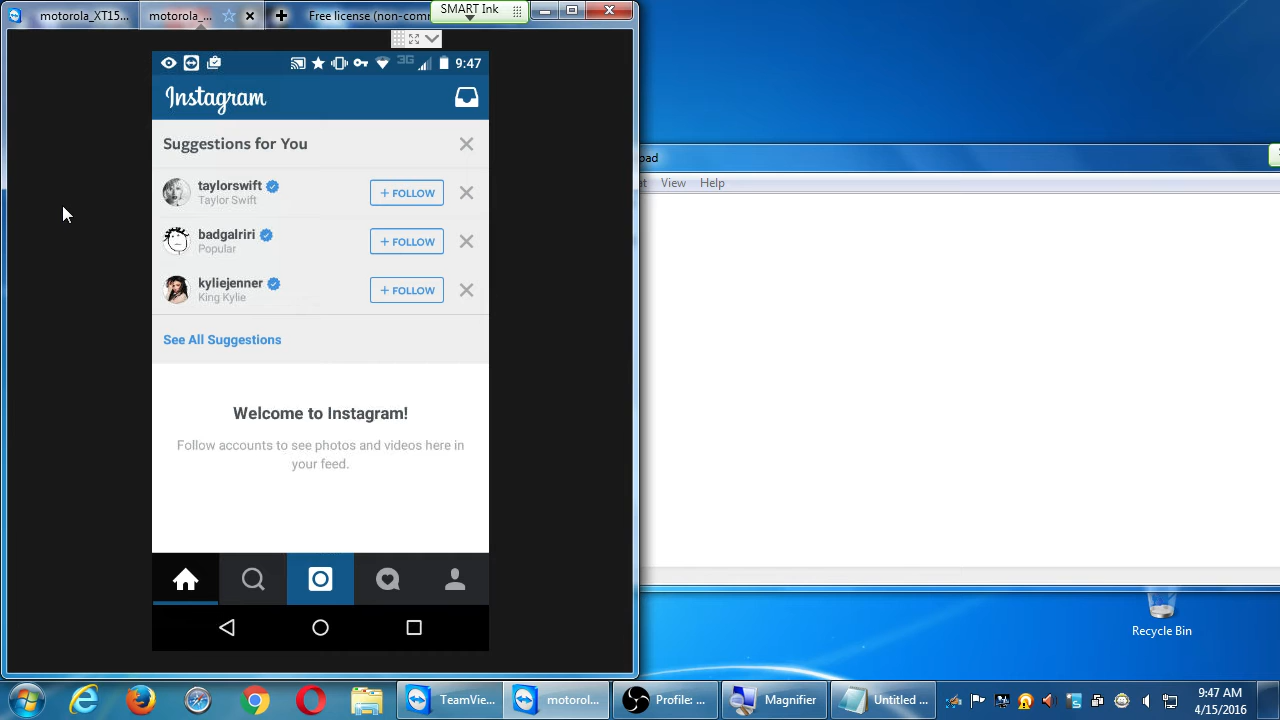 motorola_XT15...
motorola_...
Free license (non-comm
SMART Ink
3G
9:47
Instagram
Suggestions for You
taylorswift
Taylor Swift
+ FOLLOW
badgalriri
Popular
+ FOLLOW
kyliejenner
King Kylie
+ FOLLOW
See All Suggestions
Welcome to Instagram!
Follow accounts to see photos and videos here in
your feed.
pad
at View Help
Recycle Bin
TeamVie...
motorol...
Profile: ...
Magnifier
Untitled ...
9:47 AM
4/15/2016